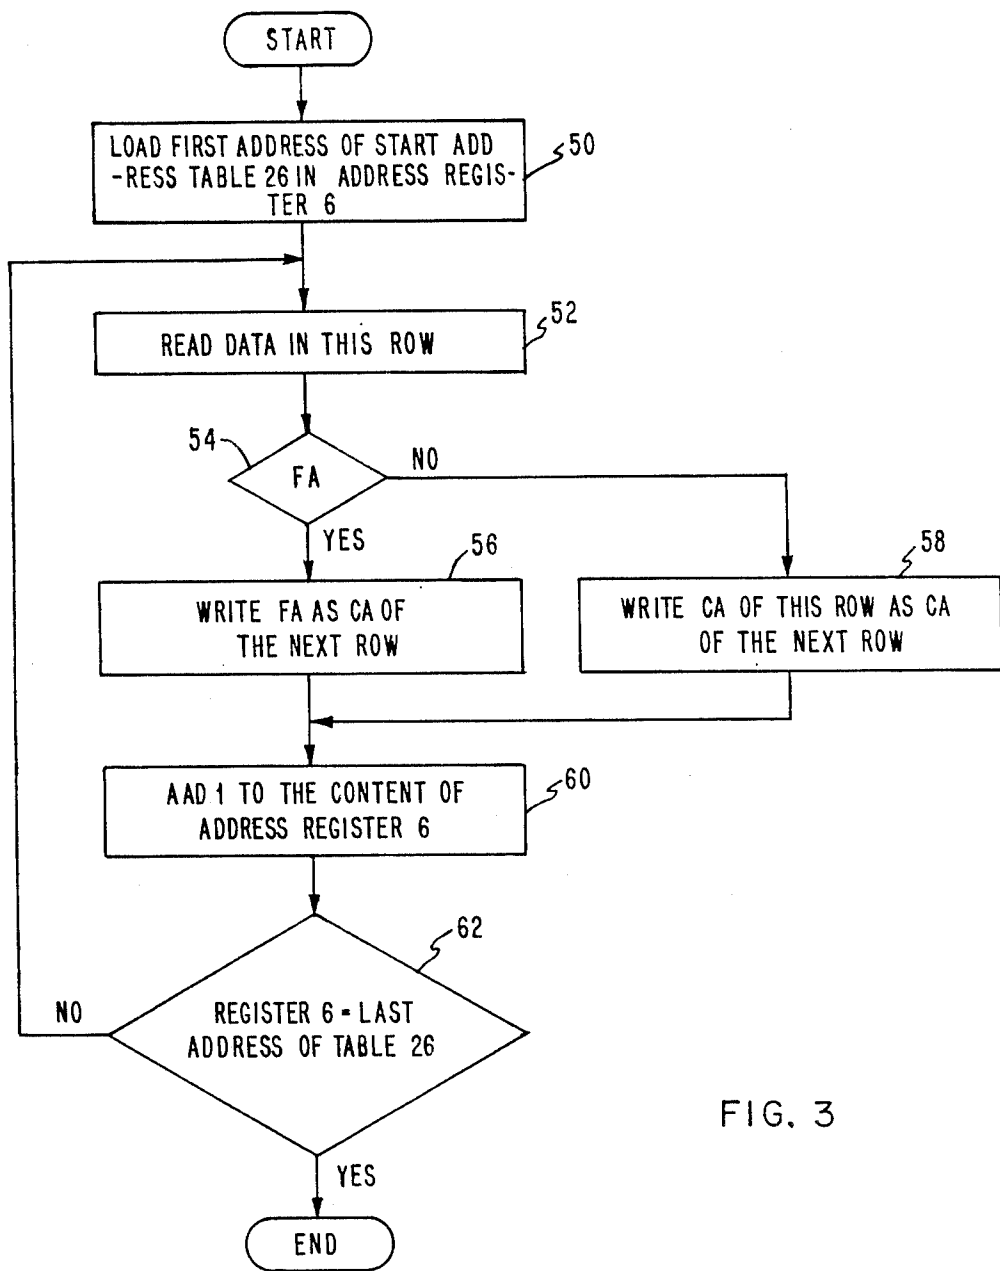 START
LOAD FIRST ADDRESS OF START ADD
-RESS TABLE 26 IN ADDRESS REGIS-
TER 6
50
READ DATA IN THIS ROW
52
54
FA
NO
YES
56
WRITE FA AS CA OF
THE NEXT ROW
58
WRITE CA OF THIS ROW AS CA
OF THE NEXT ROW
AAD 1 TO THE CONTENT OF
ADDRESS REGISTER 6
60
62
REGISTER 6 = LAST
ADDRESS OF TABLE 26
NO
YES
END
FIG. 3